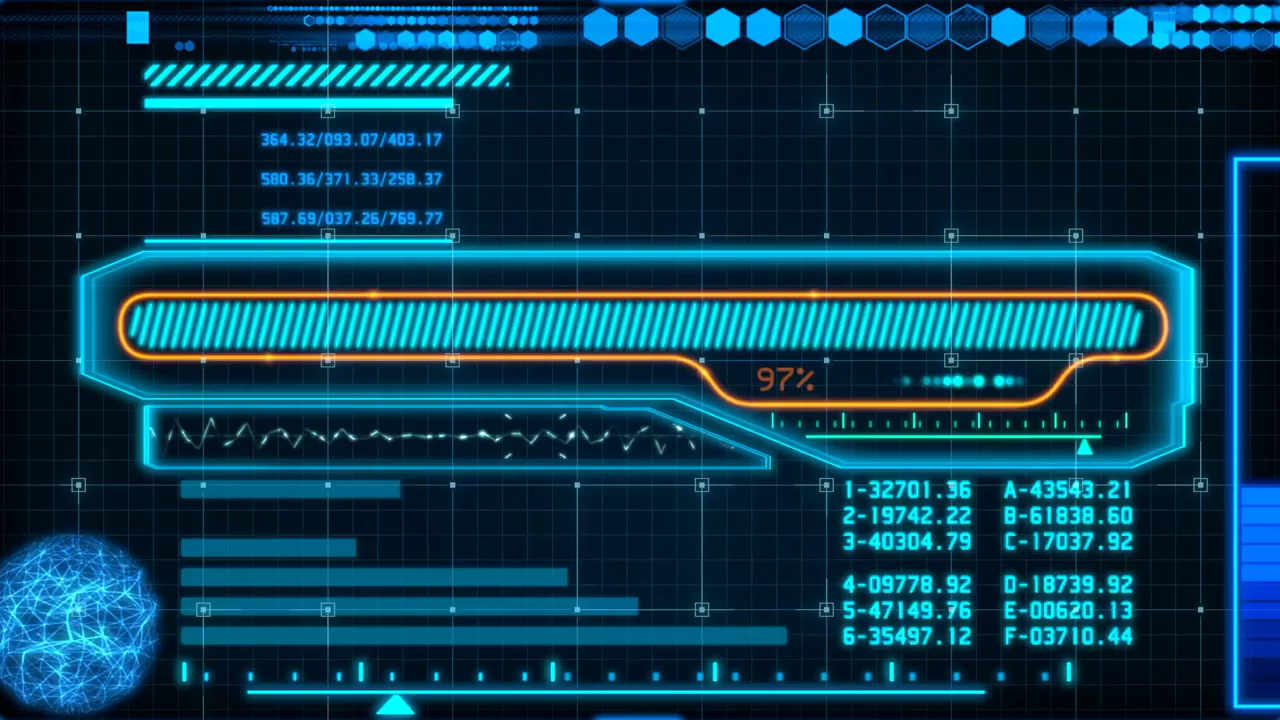 364.32/093.07/403.17
580.36/371.33/258.37
587.69/037.26/769.77
97%
1-32701.36 A-43543.21
2-19742.22 B-61838.60
3-40304.79 C-17037.92
4-09778.92 D-18739.92
5-47149.76 E-00620.13
6-35497.12 F-03710.44